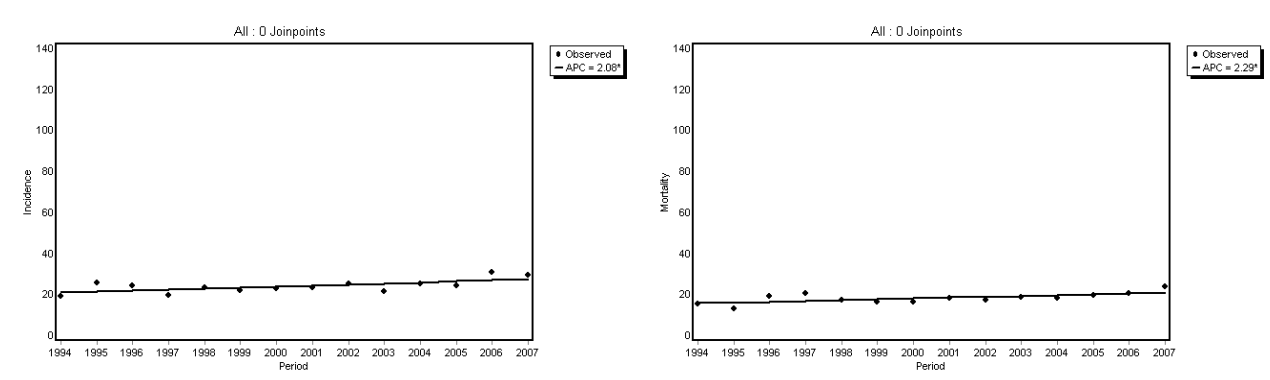 All : 0 Joinpoints
140
120
100
80
60
40
20
0
Incidence
1994 1995 1996 1997 1998 1999 2000 2001 2002 2003 2004 2005 2006 2007
Period
Observed
APC = 2.08*
All : 0 Joinpoints
140
120
100
80
60
40
20
0
Mortality
1994 1995 1996 1997 1998 1999 2000 2001 2002 2003 2004 2005 2006 2007
Period
Observed
APC = 2.29*